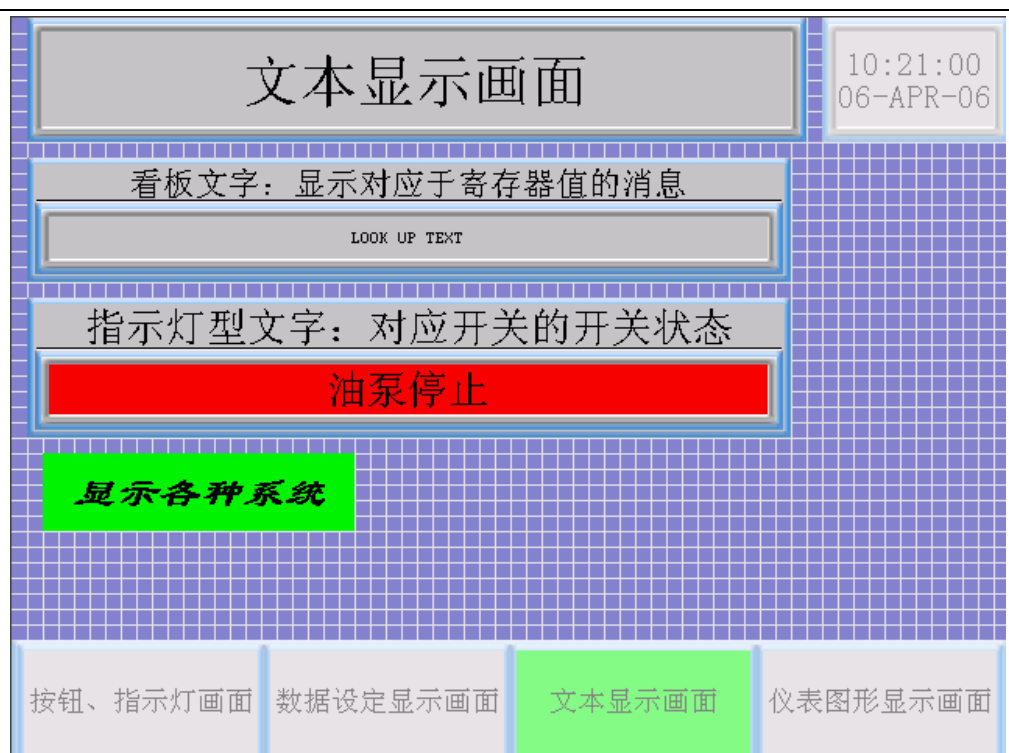 文本显示画面
10:21:00
06-APR-06
看板文字：显示对应于寄存器值的消息
LOOK UP TEXT
指示灯型文字：对应开关的开关状态
油泵停止
显示各种系统
按钮、指示灯画面
数据设定显示画面
文本显示画面
仪表图形显示画面